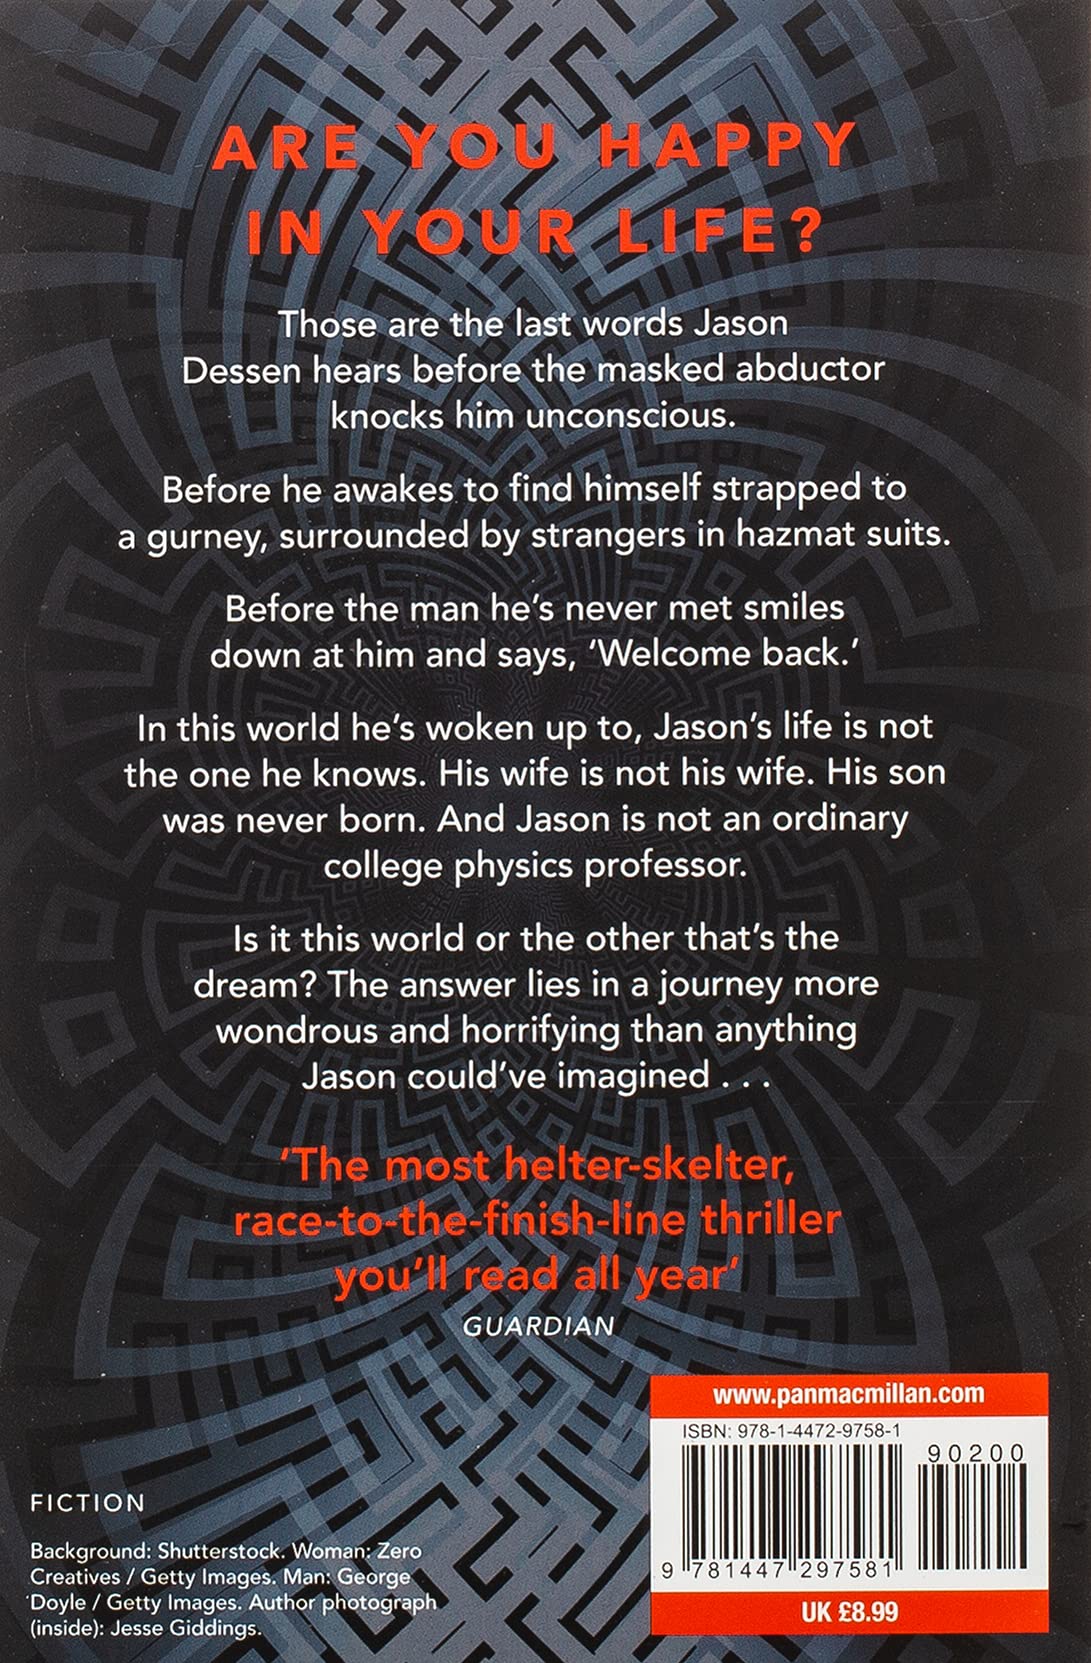 ARE YOU HAPPY
IN YOUR LIFE?
Those are the last words Jason
Dessen hears before the masked abductor
knocks him unconscious.
Before he awakes to find himself strapped to
a gurney, surrounded by strangers in hazmat suits.
Before the man he's never met smiles
down at him and says, 'Welcome back.'
In this world he's woken up to, Jason's life is not
the one he knows. His wife is not his wife. His son
was never born. And Jason is not an ordinary
college physics professor.
Is it this world or the other that's the
dream? The answer lies in a journey more
wondrous and horrifying than anything
Jason could've imagined . . .
'The most helter-skelter,
race-to-the-finish-line thriller
you'll read all year'
GUARDIAN
www.panmacmillan.com
ISBN: 978-1-4472-9758-1
90200
9 781447 297581
UK £8.99
FICTION
Background: Shutterstock. Woman: Zero
Creatives / Getty Images. Man: George
Doyle / Getty Images. Author photograph
(inside): Jesse Giddings.